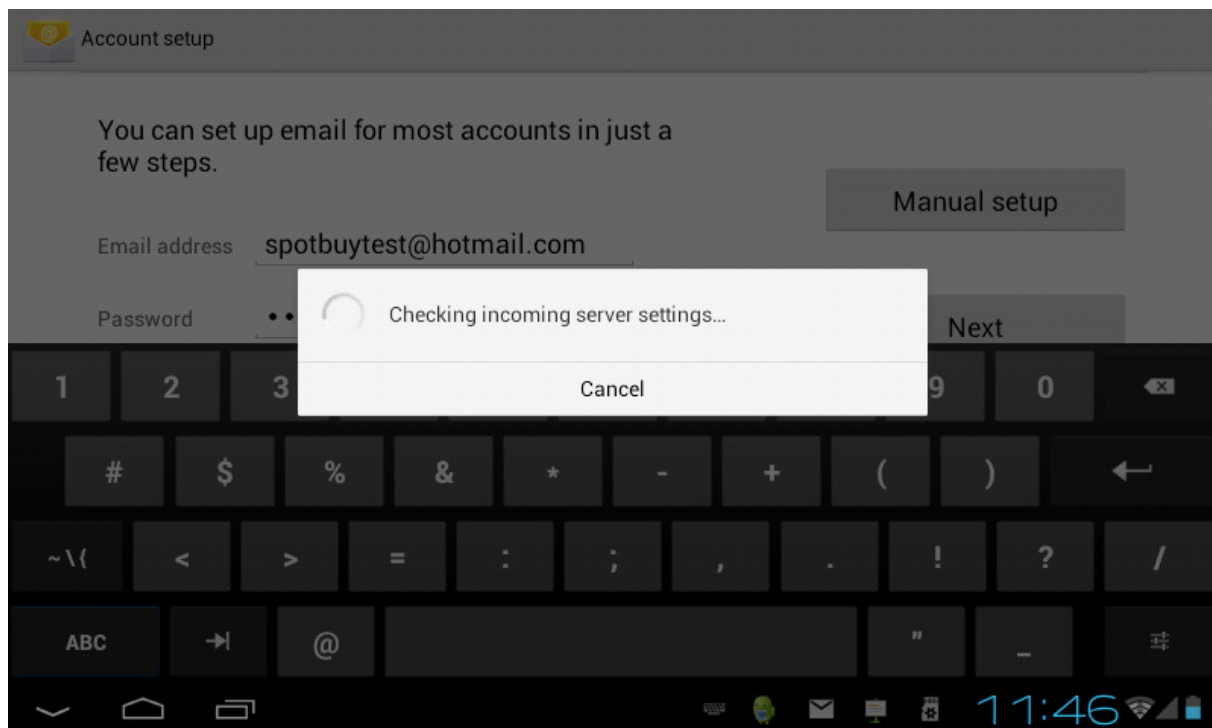 Account setup
You can set up email for most accounts in just a
few steps.
Manual setup
Email address spotbuytest@hotmail.com
Password ••
Checking incoming server settings...
Next
Cancel
1 2 3 9 0
# $ % & * - + ( )
~\{ < > = : ; , . ! ? /
ABC @ " _
11:46